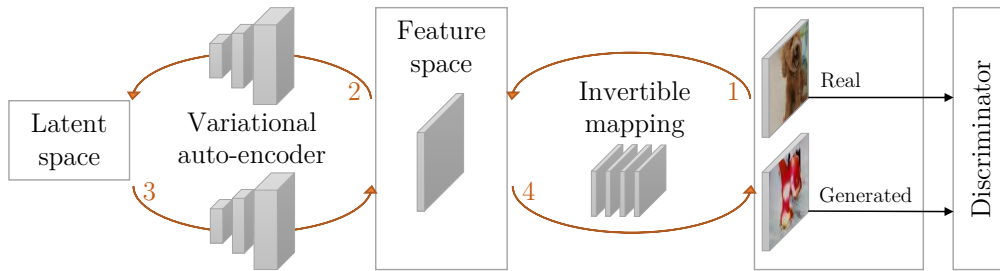 Latent
space
2
Variational
auto-encoder
3
Feature
space
1
Invertible
mapping
4
Real
Generated
Discriminator